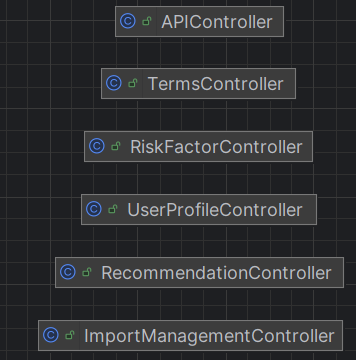 APIController
TermsController
RiskFactorController
UserProfileController
RecommendationController
ImportManagementController